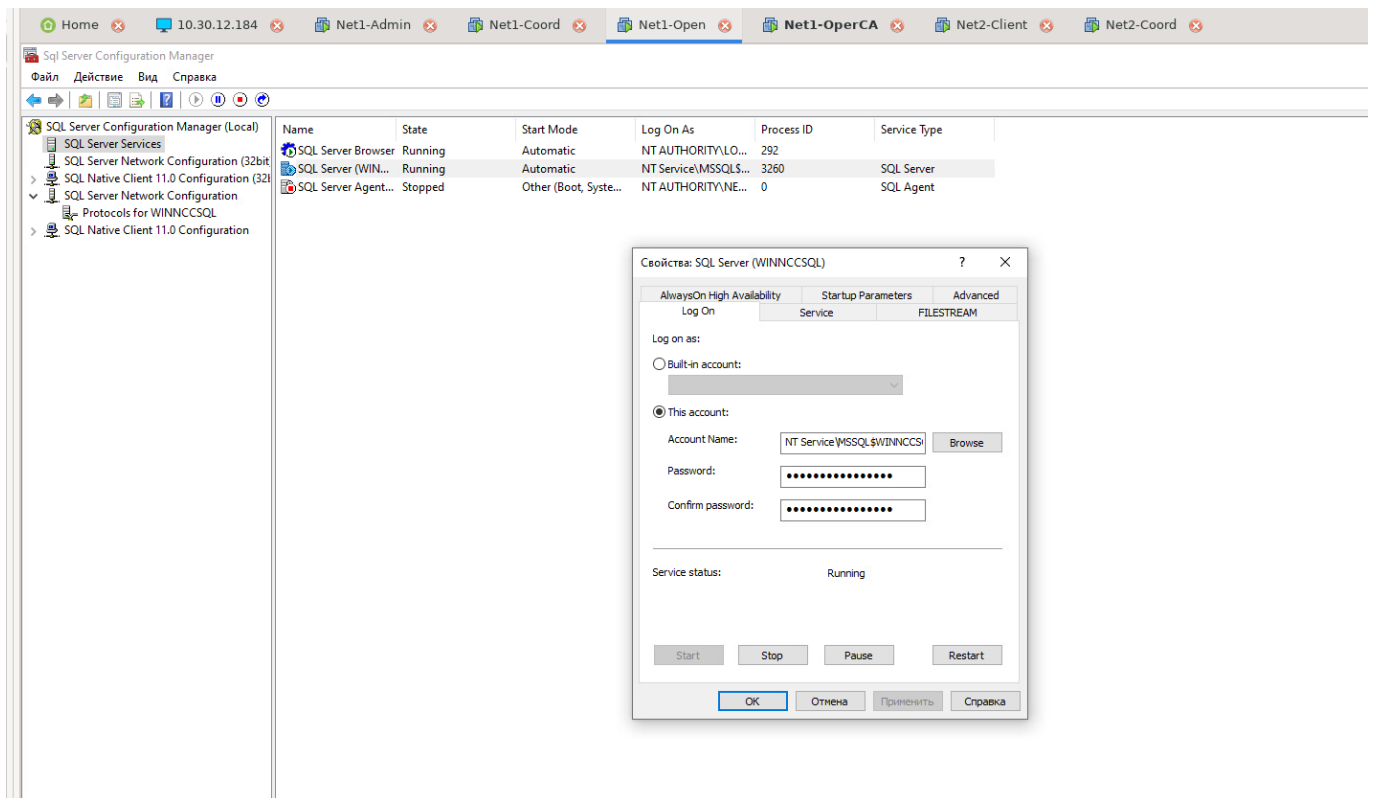 Home 10.30.12.184 Net1-Admin Net1-Coord Net1-Open Net1-OperCA Net2-Client Net2-Coord
Sql Server Configuration Manager
Файл Действие Вид Справка
SQL Server Configuration Manager (Local)
SQL Server Services
SQL Server Network Configuration (32bit
SQL Native Client 11.0 Configuration (32b
SQL Server Network Configuration
Protocols for WINNCCSQL
SQL Native Client 11.0 Configuration
Name State Start Mode Log On As Process ID Service Type
SQL Server Browser Running Automatic NT AUTHORITY\LO... 292
SQL Server (WIN... Running Automatic NT Service\MSSQL$... 3260 SQL Server
SQL Server Agent... Stopped Other (Boot, Syste... NT AUTHORITY\NE... 0 SQL Agent
Свойства: SQL Server (WINNCCSQL) ?
AlwaysOn High Availability Startup Parameters Advanced
Log On Service FILESTREAM
Log on as:
Built-in account:
This account:
Account Name: NT Service\MSSQL$WINNCCS Browse
Password: ••••••••••••••••
Confirm password: ••••••••••••••••
Service status: Running
Start Stop Pause Restart
OK Отмена Применить Справка